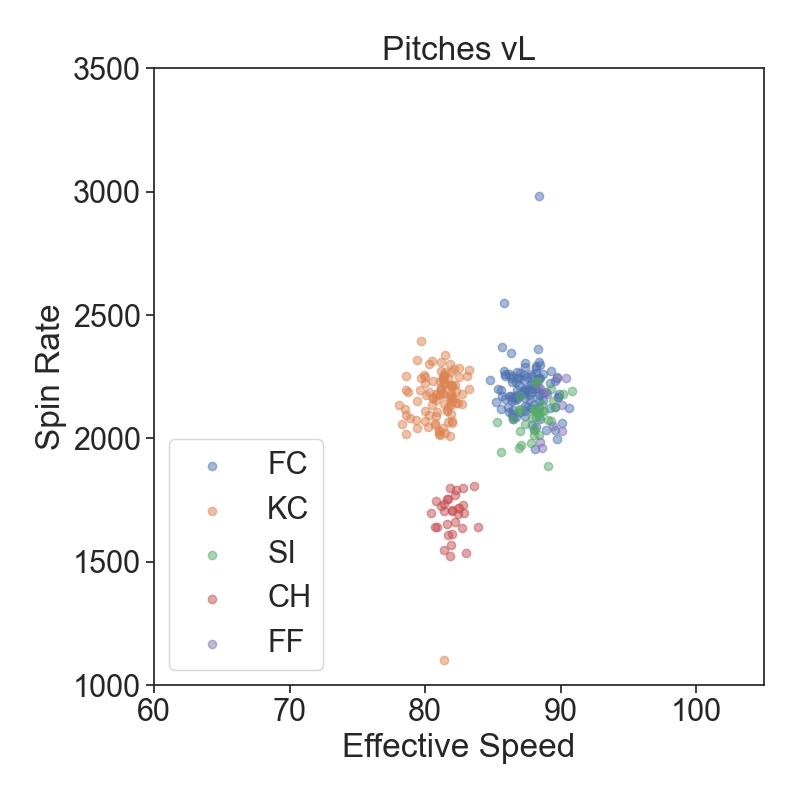 Pitches vL
3500
3000
2500
2000
1500
1000
Spin Rate
FC
KC
SI
CH
FF
60 70 80 90 100
Effective Speed